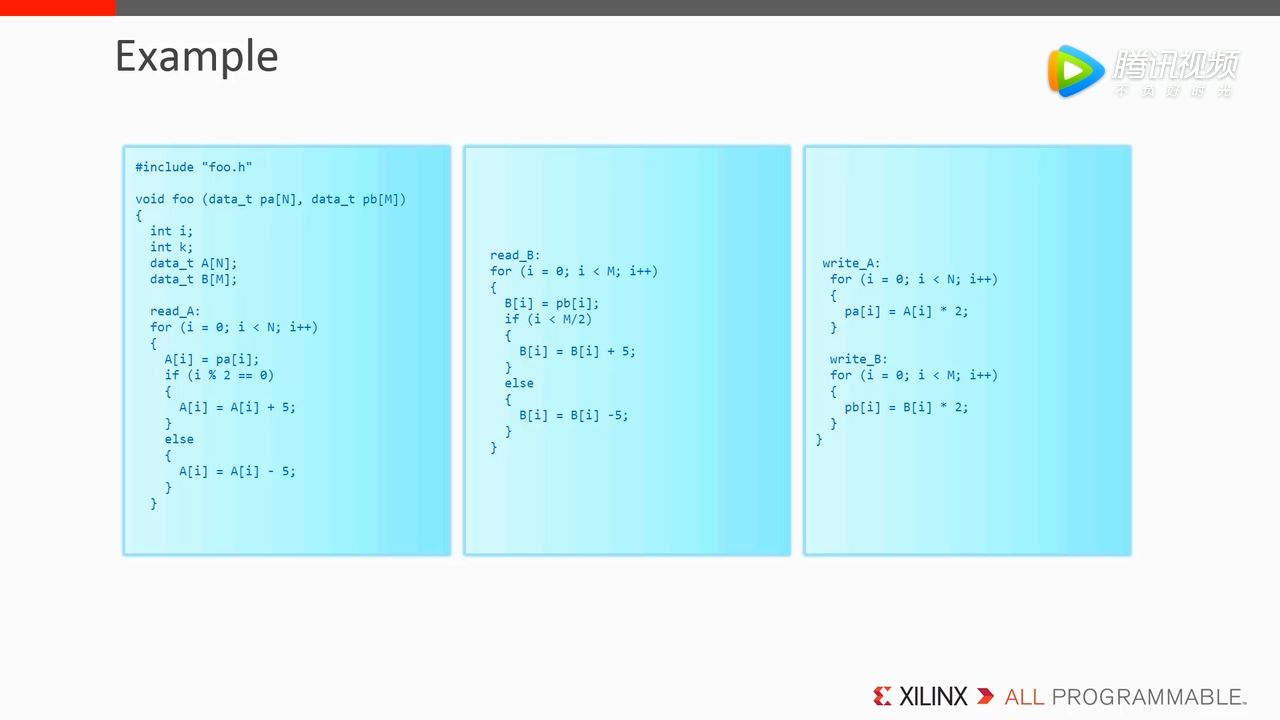 Example
腾讯视频
不负好时光
#include "foo.h"
void foo (data_t pa[N], data_t pb[M])
{
int i;
int k;
data_t A[N];
data_t B[M];
read_A:
for (i = 0; i < N; i++)
{
A[i] = pa[i];
if (i % 2 == 0)
{
A[i] = A[i] + 5;
}
else
{
A[i] = A[i] - 5;
}
}
read_B:
for (i = 0; i < M; i++)
{
B[i] = pb[i];
if (i < M/2)
{
B[i] = B[i] + 5;
}
else
{
B[i] = B[i] -5;
}
}
write_A:
for (i = 0; i < N; i++)
{
pa[i] = A[i] * 2;
}
write_B:
for (i = 0; i < M; i++)
{
pb[i] = B[i] * 2;
}
}
XILINX ALL PROGRAMMABLE™